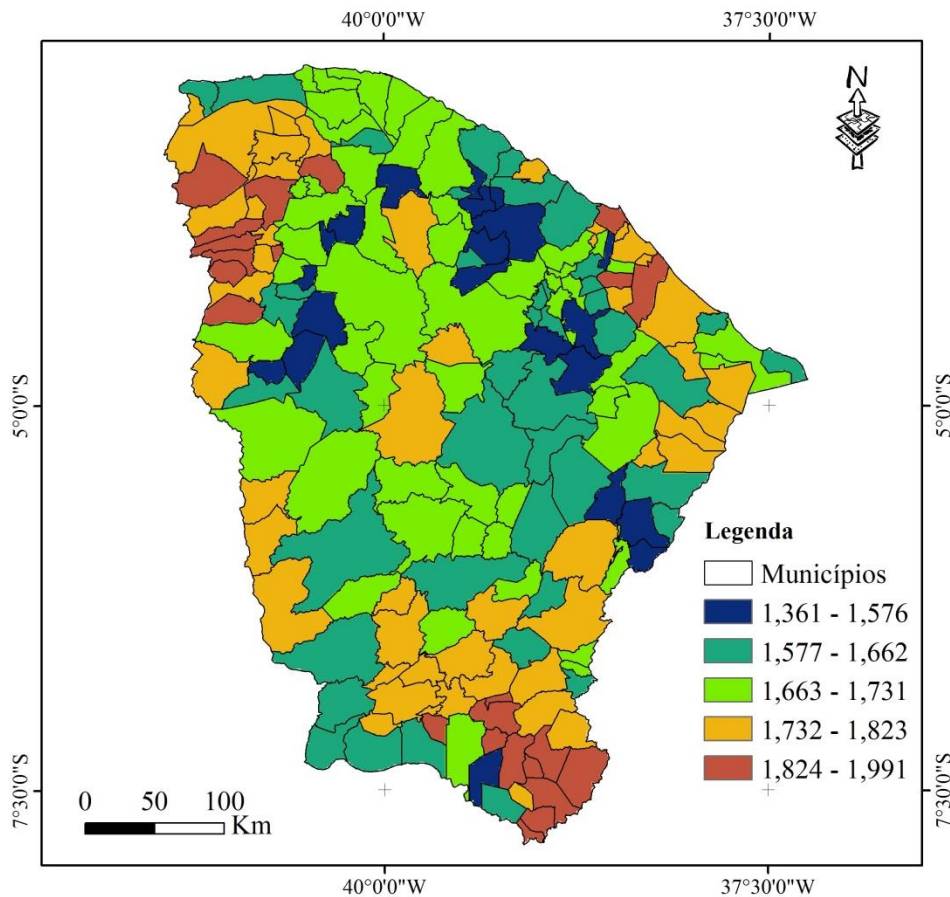 40°0'0"W 37°30'0"W
N
5°0'0"S 5°0'0"S
Legenda
Municípios
1,361 - 1,576
1,577 - 1,662
1,663 - 1,731
1,732 - 1,823
1,824 - 1,991
7°30'0"S 7°30'0"S
0 50 100
Km
40°0'0"W 37°30'0"W